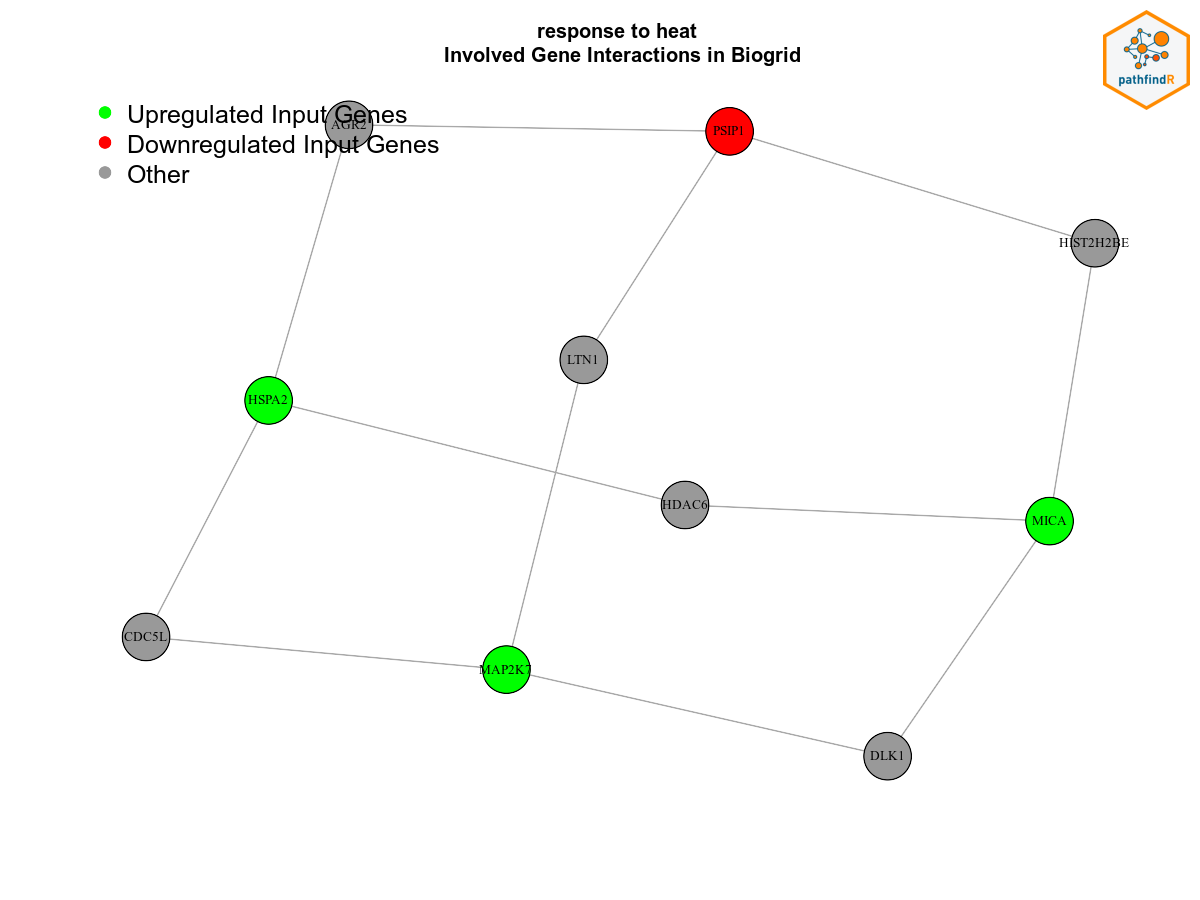 response to heat
Involved Gene Interactions in Biogrid
pathfindR
Upregulated Input Genes
AGR2
PSIP1
Downregulated Input Genes
Other
HIST2H2BE
LTN1
HSPA2
HDAC6
MICA
CDC5L
MAP2K7
DLK1